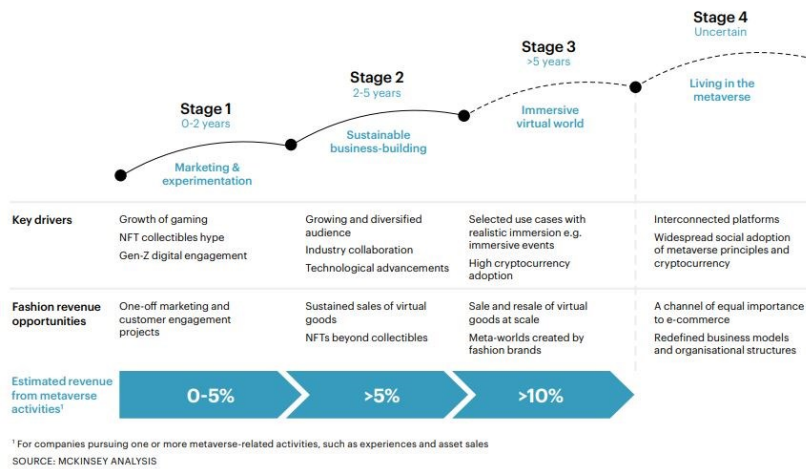 Stage 1
0-2 years
Marketing &
experimentation
Stage 2
2-5 years
Sustainable
business-building
Stage 3
>5 years
Immersive
virtual world
Stage 4
Uncertain
Living in the
metaverse
Key drivers
Growth of gaming
NFT collectibles hype
Gen-Z digital engagement
Growing and diversified
audience
Industry collaboration
Technological advancements
Selected use cases with
realistic immersion e.g.
immersive events
High cryptocurrency
adoption
Interconnected platforms
Widespread social adoption
of metaverse principles and
cryptocurrency
Fashion revenue
opportunities
One-off marketing and
customer engagement
projects
Sustained sales of virtual
goods
NFTs beyond collectibles
Sale and resale of virtual
goods at scale
Meta-worlds created by
fashion brands
A channel of equal importance
to e-commerce
Redefined business models
and organisational structures
Estimated revenue
from metaverse
activities¹
0-5%
>5%
>10%
¹ For companies pursuing one or more metaverse-related activities, such as experiences and asset sales
SOURCE: MCKINSEY ANALYSIS